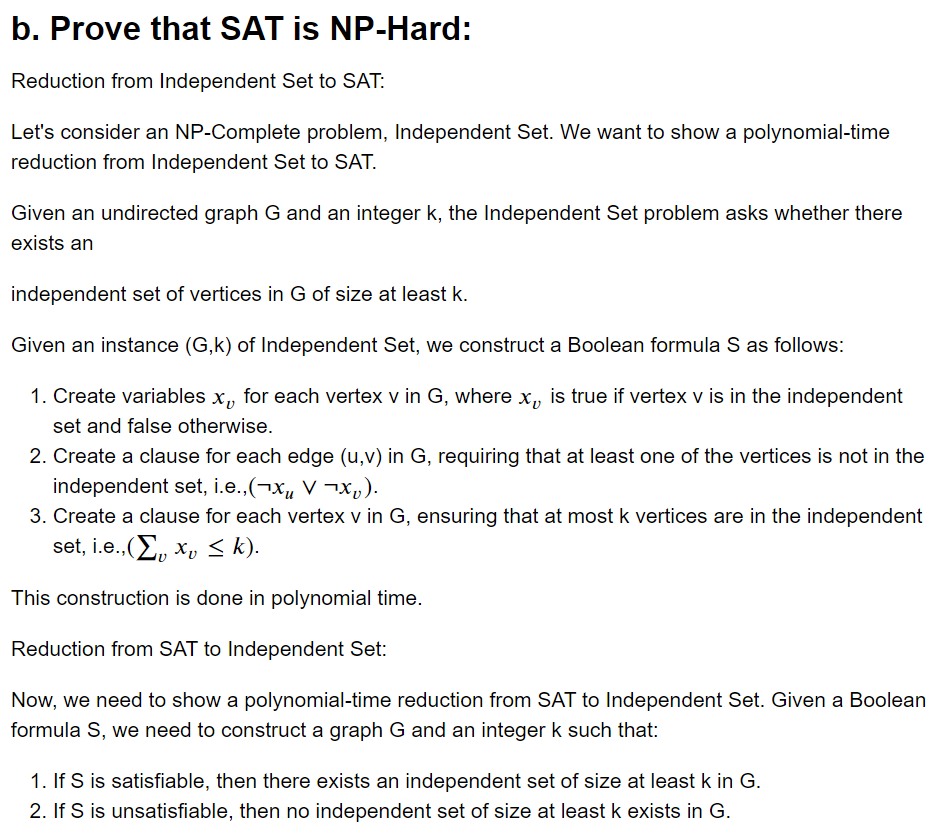 b. Prove that SAT is NP-Hard:
Reduction from Independent Set to SAT:
Let's consider an NP-Complete problem, Independent Set. We want to show a polynomial-time
reduction from Independent Set to SAT.
Given an undirected graph G and an integer k, the Independent Set problem asks whether there
exists an
independent set of vertices in G of size at least k.
Given an instance (G,k) of Independent Set, we construct a Boolean formula S as follows:
1. Create variables x_v for each vertex v in G, where x_v is true if vertex v is in the independent
set and false otherwise.
2. Create a clause for each edge (u,v) in G, requiring that at least one of the vertices is not in the
independent set, i.e.,(¬x_u ∨ ¬x_v).
3. Create a clause for each vertex v in G, ensuring that at most k vertices are in the independent
set, i.e.,(∑_v x_v ≤ k).
This construction is done in polynomial time.
Reduction from SAT to Independent Set:
Now, we need to show a polynomial-time reduction from SAT to Independent Set. Given a Boolean
formula S, we need to construct a graph G and an integer k such that:
1. If S is satisfiable, then there exists an independent set of size at least k in G.
2. If S is unsatisfiable, then no independent set of size at least k exists in G.